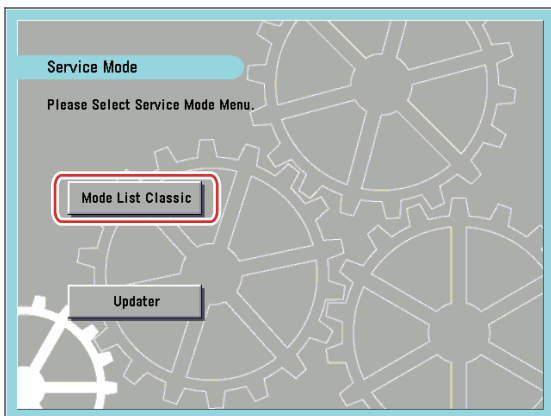 Service Mode
Please Select Service Mode Menu.
Mode List Classic
Updater